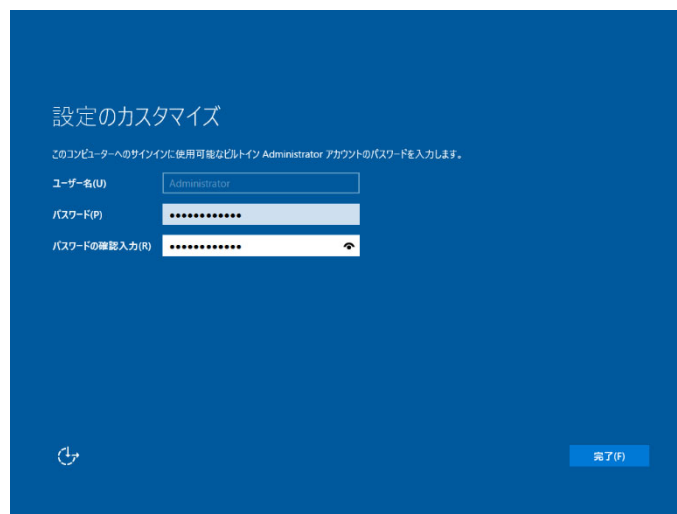 設定のカスタマイズ
このコンピューターへのサインインに使用可能なビルトイン Administrator アカウントのパスワードを入力します。
ユーザー名(U) Administrator
パスワード(P) ●●●●●●●●●●●●
パスワードの確認入力(R) ●●●●●●●●●●●●
完了(F)